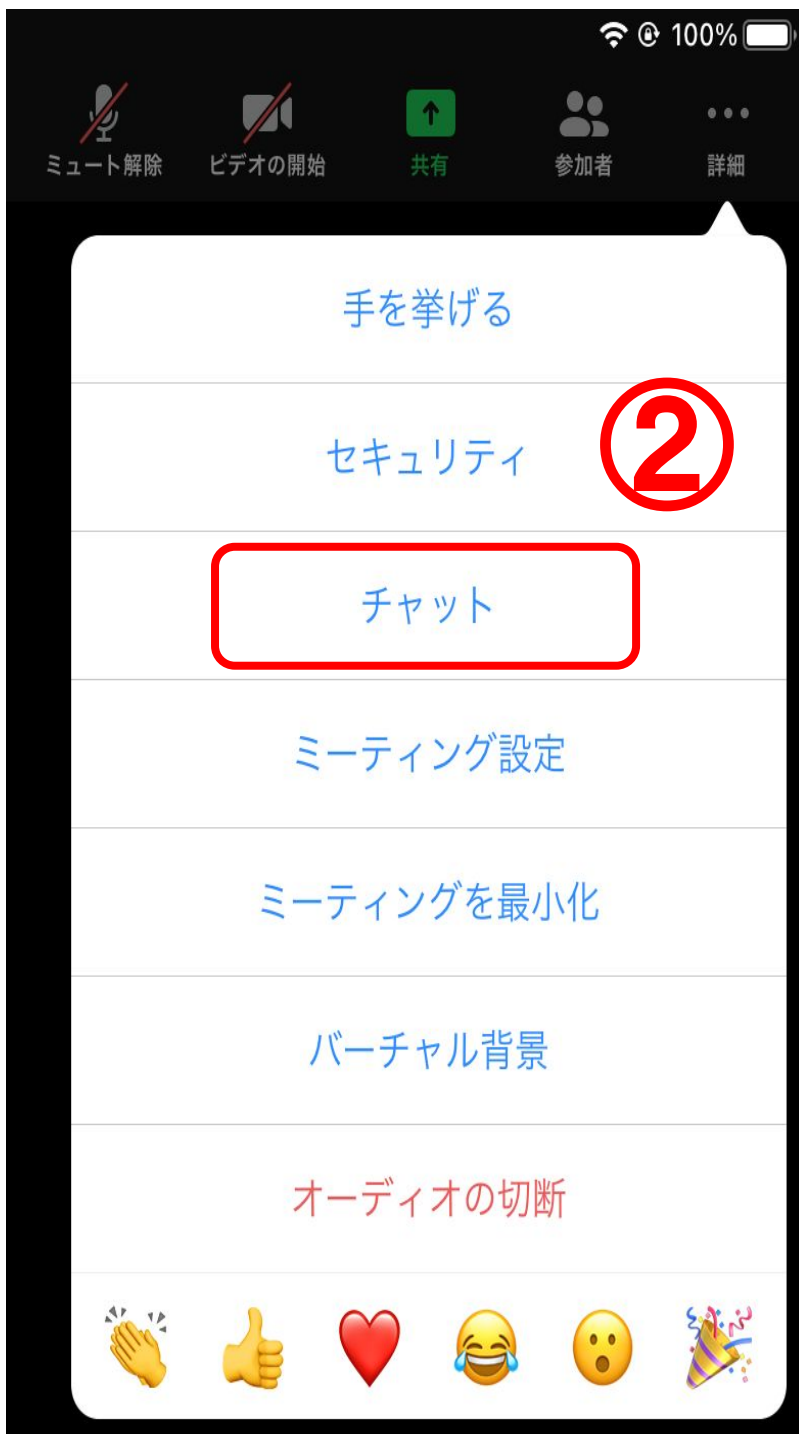 100%
ミュート解除 ビデオの開始 共有 参加者 詳細
手を挙げる
②
セキュリティ
チャット
ミーティング設定
ミーティングを最小化
バーチャル背景
オーディオの切断